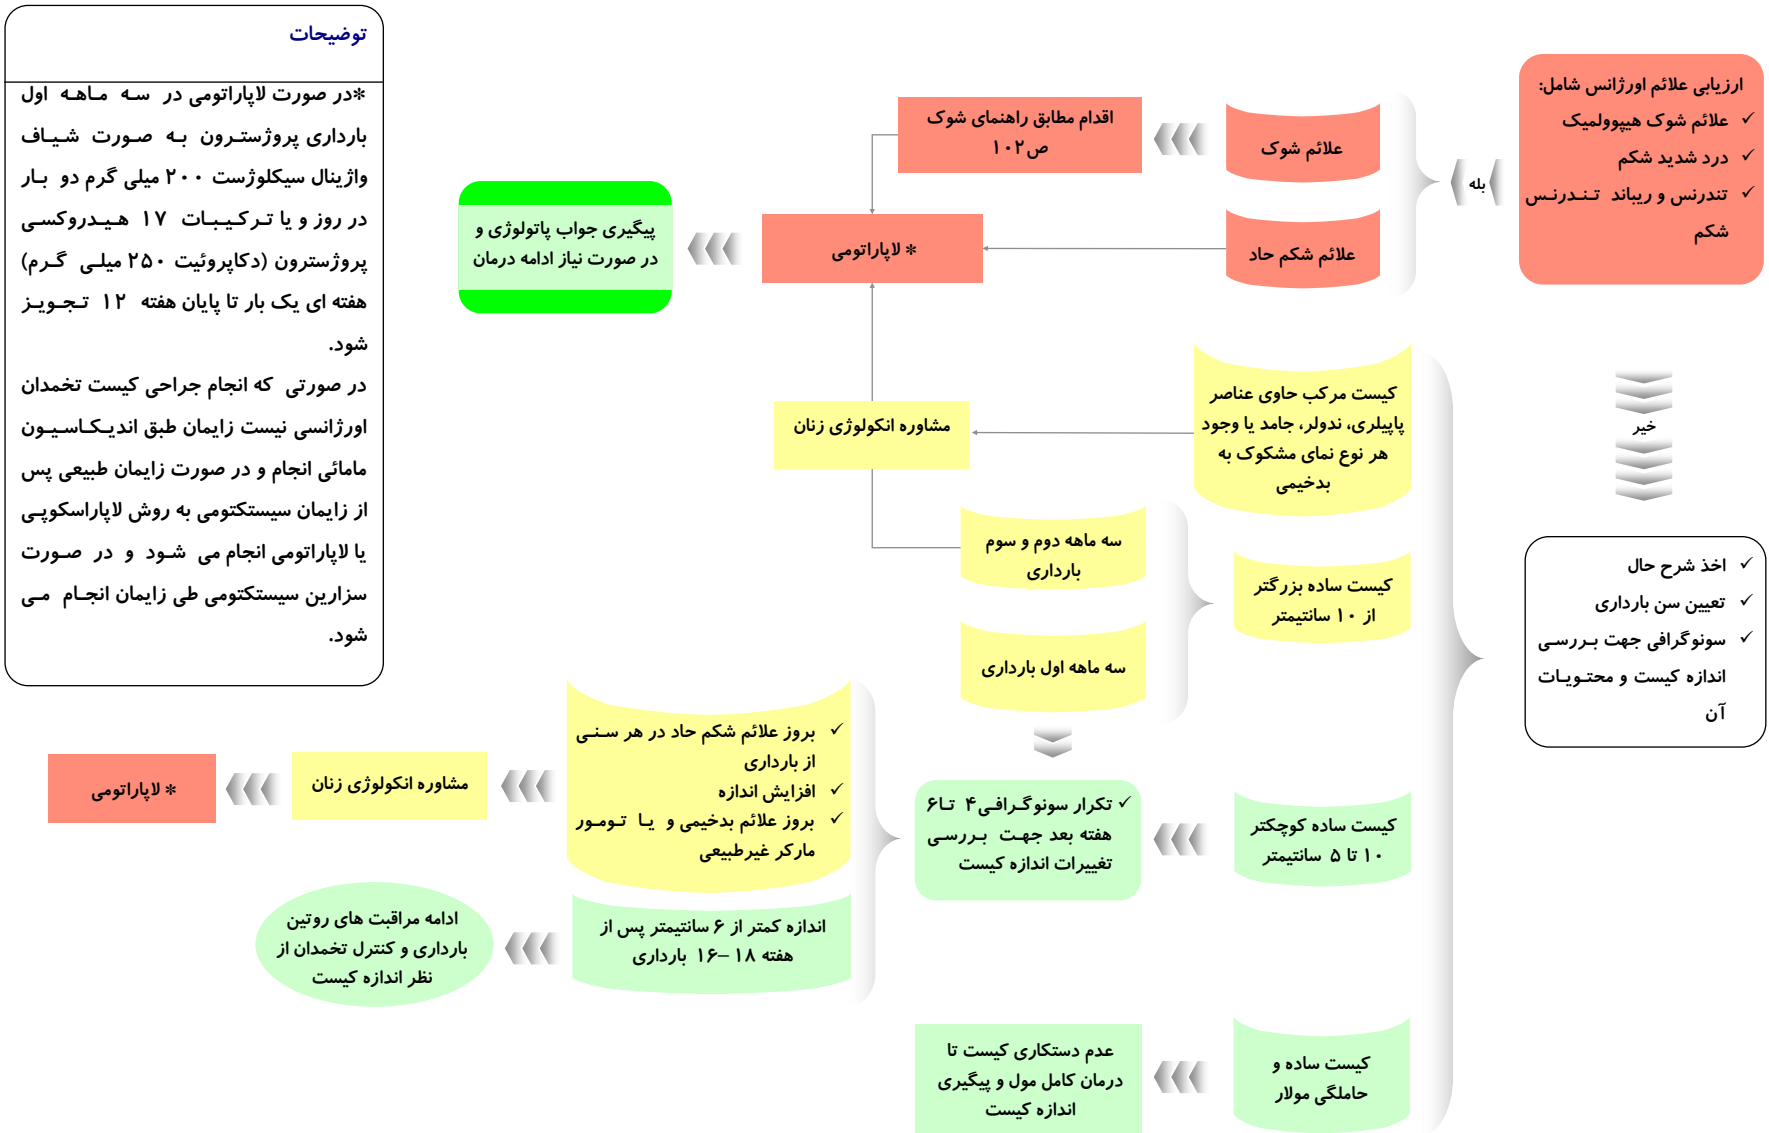 توضیحات
*در صورت لاپاراتومی در سه ماهه اول
بارداری پروژسترون به صورت شیاف
واژینال سیکلوژست ۲۰۰ میلی گرم دو بار
در روز و یا ترکیبات ۱۷ هیدروکسی
پروژسترون (دکاپروئیت ۲۵۰ میلی گرم)
هفته ای یک بار تا پایان هفته ۱۲ تجویز
شود.
در صورتی که انجام جراحی کیست تخمدان
اورژانسی نیست زایمان طبق اندیکاسیون
مامائی انجام و در صورت زایمان طبیعی پس
از زایمان سیستکتومی به روش لاپاراسکوپی
یا لاپاراتومی انجام می شود و در صورت
سزارین سیستکتومی طی زایمان انجام می
شود.
ارزیابی علائم اورژانس شامل:
✓ علائم شوک هیپوولمیک
✓ درد شدید شکم
✓ تندرنس و ریباند تندرنس
شکم
بله
علائم شوک
اقدام مطابق راهنمای شوک
ص۱۰۲
علائم شکم حاد
* لاپاراتومی
پیگیری جواب پاتولوژی و
در صورت نیاز ادامه درمان
خیر
✓ اخذ شرح حال
✓ تعیین سن بارداری
✓ سونوگرافی جهت بررسی
اندازه کیست و محتویات
آن
کیست مرکب حاوی عناصر
پاپیلری، ندولر، جامد یا وجود
هر نوع نمای مشکوک به
بدخیمی
مشاوره انکولوژی زنان
کیست ساده بزرگتر
از ۱۰ سانتیمتر
سه ماهه دوم و سوم
بارداری
سه ماهه اول بارداری
کیست ساده کوچکتر
۱۰ تا ۵ سانتیمتر
✓ تکرار سونوگرافی۴ تا۶
هفته بعد جهت بررسی
تغییرات اندازه کیست
✓ بروز علائم شکم حاد در هر سنی
از بارداری
✓ افزایش اندازه
✓ بروز علائم بدخیمی و یا تومور
مارکر غیرطبیعی
مشاوره انکولوژی زنان
* لاپاراتومی
اندازه کمتر از ۶ سانتیمتر پس از
هفته ۱۸ –۱۶ بارداری
ادامه مراقبت های روتین
بارداری و کنترل تخمدان از
نظر اندازه کیست
کیست ساده و
حاملگی مولار
عدم دستکاری کیست تا
درمان کامل مول و پیگیری
اندازه کیست